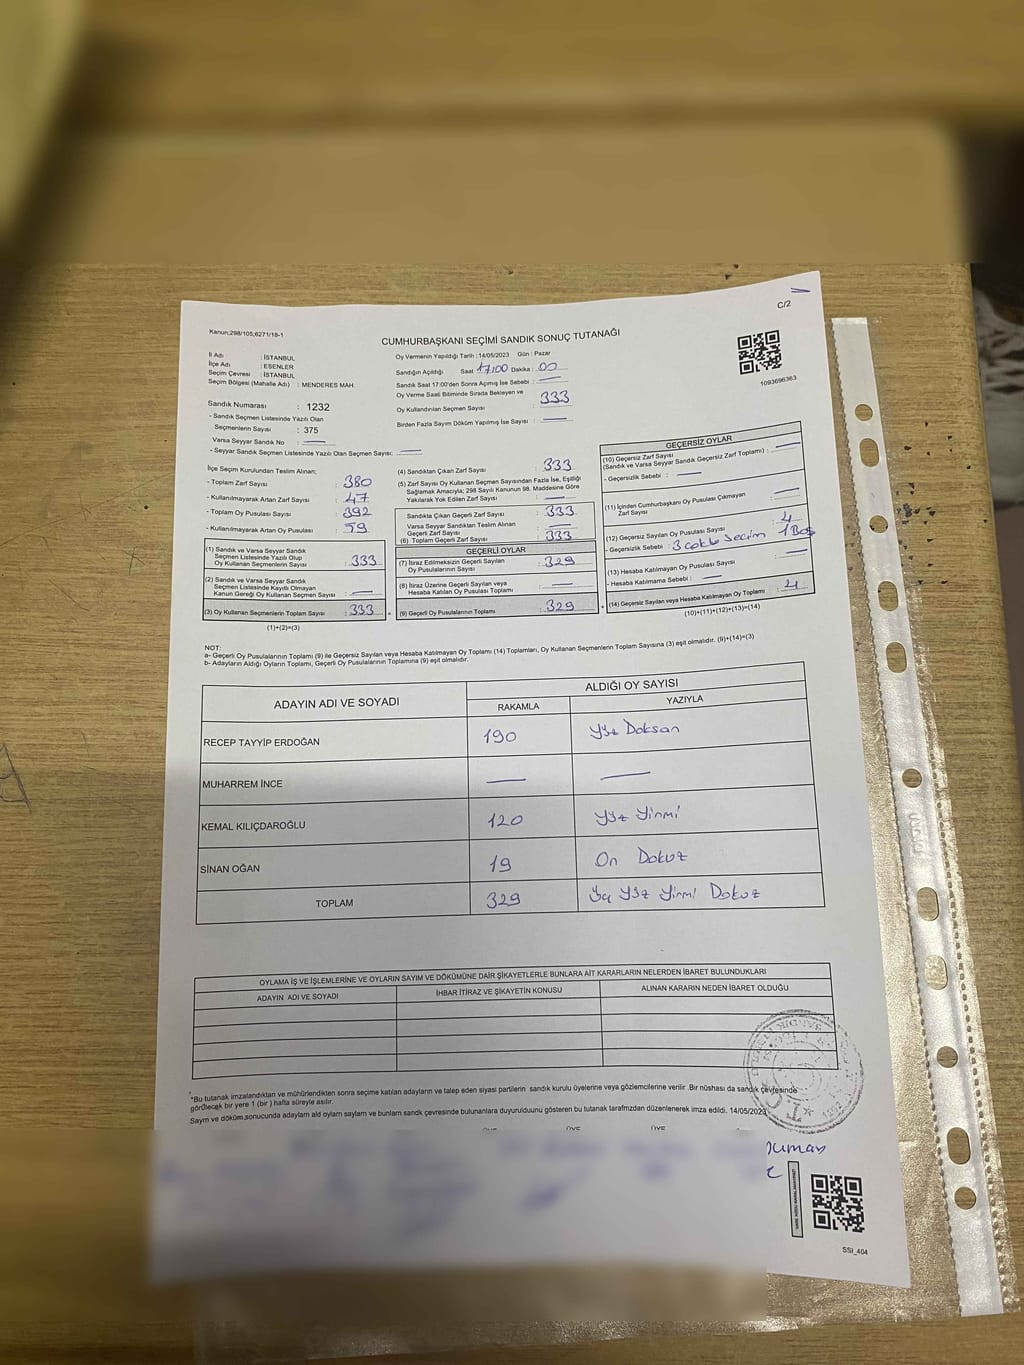 C/2
Kanun;298/105;6271/18-1
CUMHURBAŞKANI SEÇİMİ SANDIK SONUÇ TUTANAĞI
1093696363
İl Adı : İSTANBUL
İlçe Adı : ESENLER
Seçim Çevresi : İSTANBUL
Seçim Bölgesi (Mahalle Adı) : MENDERES MAH.
Sandık Numarası : 1232
- Sandık Seçmen Listesinde Yazılı Olan
Seçmenlerin Sayısı : 375
Varsa Seyyar Sandık No :
- Seyyar Sandık Seçmen Listesinde Yazılı Olan Seçmen Sayısı:
Oy Vermenin Yapıldığı Tarih :14/05/2023 Gün : Pazar
Sandığın Açıldığı Saat :17:00 Dakika : 00
Sandık Saat 17:00'den Sonra Açılmış İse Sebebi :
Oy Verme Saati Bitiminde Sırada Bekleyen ve
Oy Kullandırılan Seçmen Sayısı : 333
Birden Fazla Sayım Döküm Yapılmış İse Sayısı :
İlçe Seçim Kurulundan Teslim Alınan;
- Toplam Zarf Sayısı : 380
- Kullanılmayarak Artan Zarf Sayısı : 47
- Toplam Oy Pusulası Sayısı : 392
- Kullanılmayarak Artan Oy Pusulası : 59
(1) Sandık ve Varsa Seyyar Sandık
Seçmen Listesinde Yazılı Olup
Oy Kullanan Seçmenlerin Sayısı : 333
(2) Sandık ve Varsa Seyyar Sandık
Seçmen Listesinde Kayıtlı Olmayan
Kanun Gereği Oy Kullanan Seçmen Sayısı :
(3) Oy Kullanan Seçmenlerin Toplam Sayısı : 333
(1)+(2)=(3)
(4) Sandıktan Çıkan Zarf Sayısı : 333
(5) Zarf Sayısı Oy Kullanan Seçmen Sayısından Fazla İse, Eşitliği
Sağlamak Amacıyla; 298 Sayılı Kanunun 98. Maddesine Göre
Yakılarak Yok Edilen Zarf Sayısı :
Sandıkta Çıkan Geçerli Zarf Sayısı : 333
Varsa Seyyar Sandıktan Teslim Alınan
Geçerli Zarf Sayısı :
(6) Toplam Geçerli Zarf Sayısı : 333
GEÇERLİ OYLAR
(7) İtiraz Edilmeksizin Geçerli Sayılan
Oy Pusulalarının Sayısı : 329
(8) İtiraz Üzerine Geçerli Sayılan veya
Hesaba Katılan Oy Pusulası Toplamı :
(9) Geçerli Oy Pusulalarının Toplamı : 329
GEÇERSİZ OYLAR
(10) Geçersiz Zarf Sayısı
(Sandık ve Varsa Seyyar Sandık Geçersiz Zarf Toplamı) :
- Geçersizlik Sebebi :
(11) İçinden Cumhurbaşkanı Oy Pusulası Çıkmayan
Zarf Sayısı :
(12) Geçersiz Sayılan Oy Pusulası Sayısı : 4
- Geçersizlik Sebebi : 3 çoklu seçim 1 Boş
(13) Hesaba Katılmayan Oy Pusulası Sayısı :
- Hesaba Katılmama Sebebi :
(14) Geçersiz Sayılan veya Hesaba Katılmayan Oy Toplamı : 4
(10)+(11)+(12)+(13)=(14)
NOT:
a- Geçerli Oy Pusulalarının Toplamı (9) ile Geçersiz Sayılan veya Hesaba Katılmayan Oy Toplamı (14) Toplamları, Oy Kullanan Seçmenlerin Toplam Sayısına (3) eşit olmalıdır. (9)+(14)=(3)
b- Adayların Aldığı Oyların Toplamı, Geçerli Oy Pusulalarının Toplamına (9) eşit olmalıdır.
ADAYIN ADI VE SOYADI ALDIĞI OY SAYISI
RAKAMLA YAZIYLA
RECEP TAYYİP ERDOĞAN 190 Yüz Doksan
MUHARREM İNCE
KEMAL KILIÇDAROĞLU 120 Yüz Yirmi
SİNAN OĞAN 19 On Dokuz
TOPLAM 329 Üç Yüz Yirmi Dokuz
OYLAMA İŞ VE İŞLEMLERİNE VE OYLARIN SAYIM VE DÖKÜMÜNE DAİR ŞİKAYETLERLE BUNLARA AİT KARARLARIN NELERDEN İBARET BULUNDUKLARI
ADAYIN ADI VE SOYADI İHBAR İTİRAZ VE ŞİKAYETİN KONUSU ALINAN KARARIN NEDEN İBARET OLDUĞU
*Bu tutanak imzalandıktan ve mühürlendikten sonra seçime katılan adayların ve talep eden siyasi partilerin sandık kurulu üyelerine veya gözlemcilerine verilir .Bir nüshası da sandık çevresinde
görülecek bir yere 1 (bir ) hafta süreyle asılır.
Sayım ve döküm,sonucunda adayların aldığı oyların sayısını ve bunların sandık çevresinde bulunanlara duyurulduğunu gösteren bu tutanak tarafımızdan düzenlenerek imza edildi. 14/05/2023
ÜYE ÜYE
SSI_404